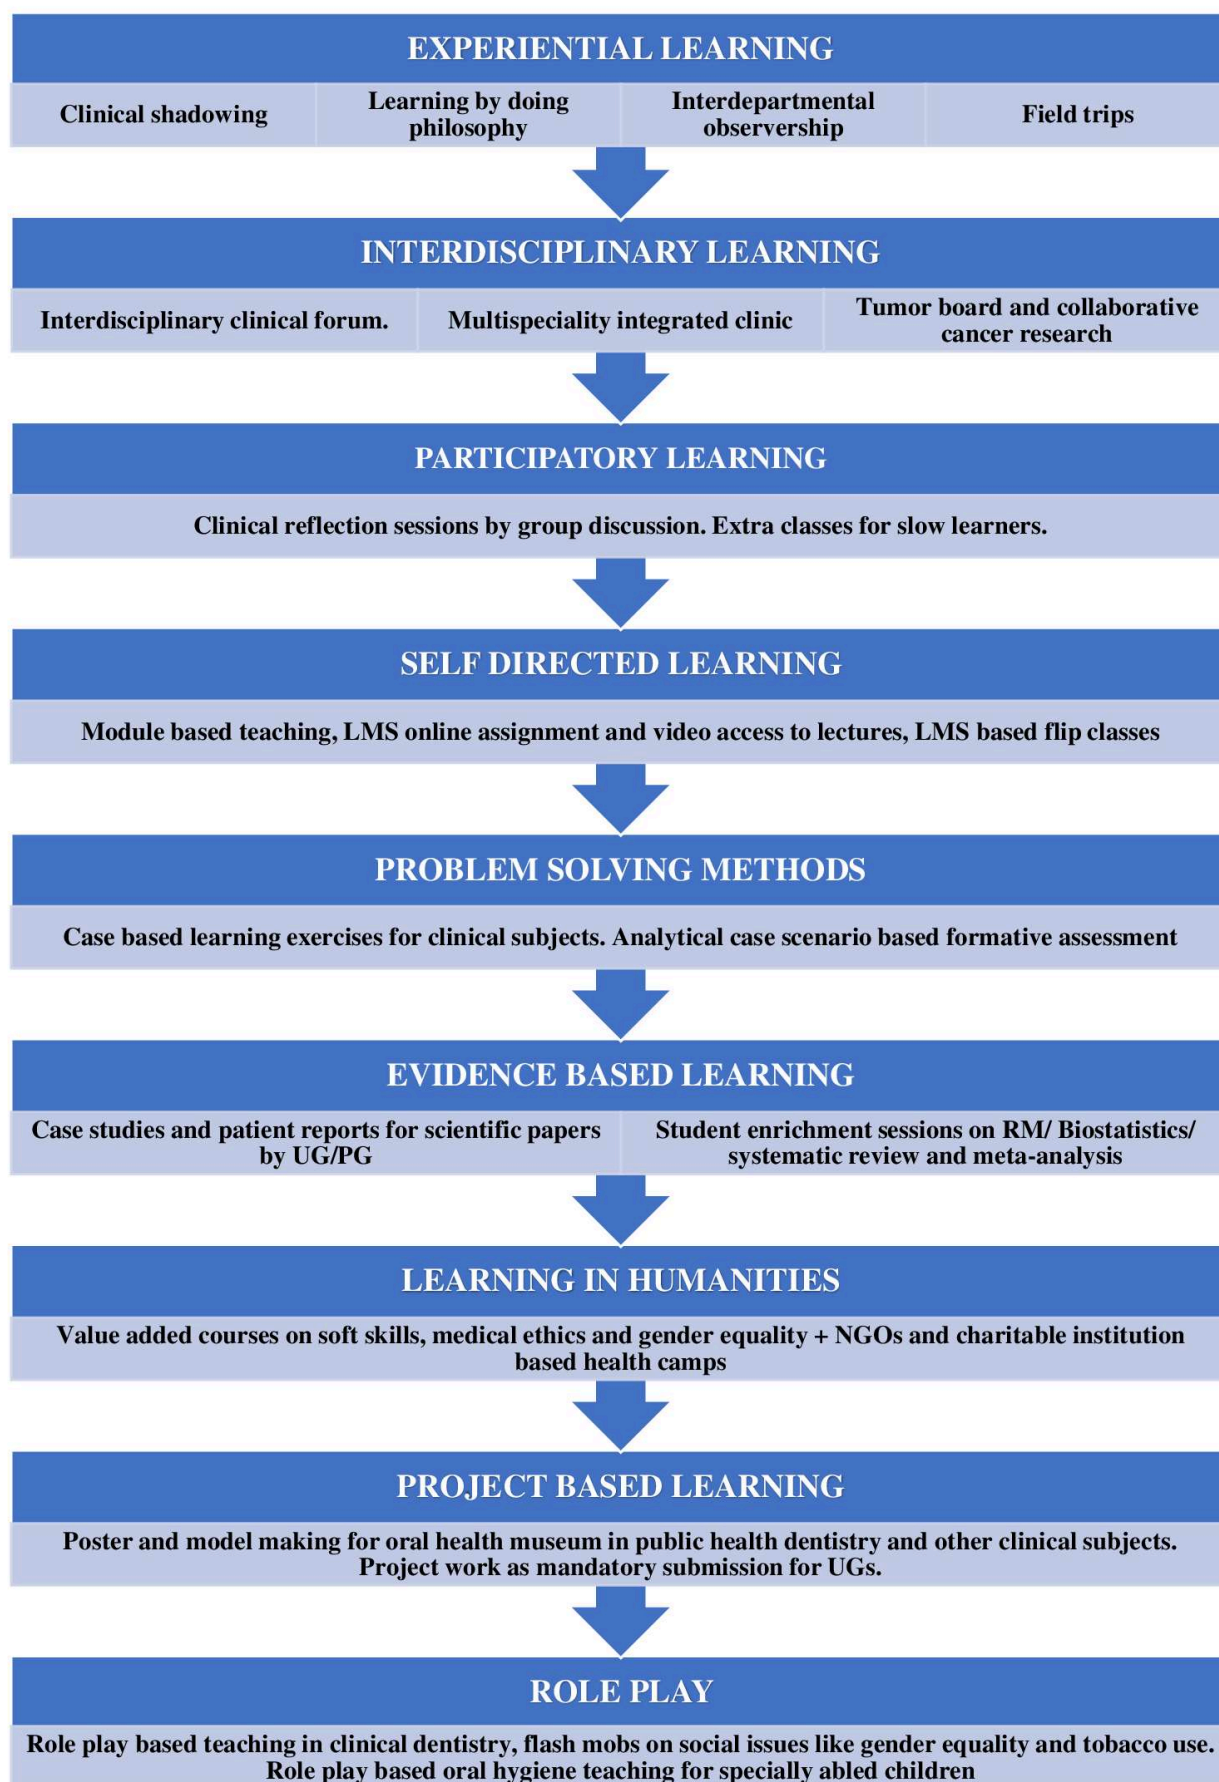 EXPERIENTIAL LEARNING
Clinical shadowing
Learning by doing
philosophy
Interdepartmental
observership
Field trips
INTERDISCIPLINARY LEARNING
Interdisciplinary clinical forum.
Multispeciality integrated clinic
Tumor board and collaborative
cancer research
PARTICIPATORY LEARNING
Clinical reflection sessions by group discussion. Extra classes for slow learners.
SELF DIRECTED LEARNING
Module based teaching, LMS online assignment and video access to lectures, LMS based flip classes
PROBLEM SOLVING METHODS
Case based learning exercises for clinical subjects. Analytical case scenario based formative assessment
EVIDENCE BASED LEARNING
Case studies and patient reports for scientific papers
by UG/PG
Student enrichment sessions on RM/ Biostatistics/
systematic review and meta-analysis
LEARNING IN HUMANITIES
Value added courses on soft skills, medical ethics and gender equality + NGOs and charitable institution
based health camps
PROJECT BASED LEARNING
Poster and model making for oral health museum in public health dentistry and other clinical subjects.
Project work as mandatory submission for UGs.
ROLE PLAY
Role play based teaching in clinical dentistry, flash mobs on social issues like gender equality and tobacco use.
Role play based oral hygiene teaching for specially abled children